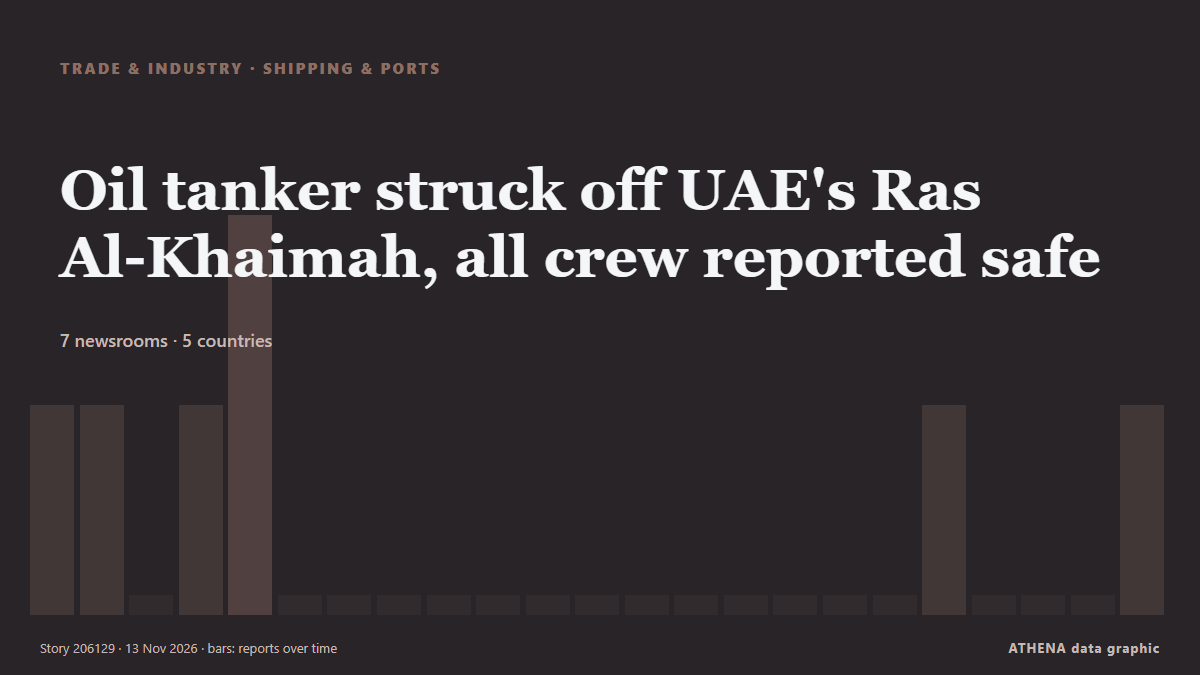 TRADE & INDUSTRY · SHIPPING & PORTS
Oil tanker struck off UAE's Ras
Al-Khaimah, all crew reported safe
7 newsrooms · 5 countries
Story 206129 · 13 Nov 2026 · bars: reports over time
ATHENA data graphic